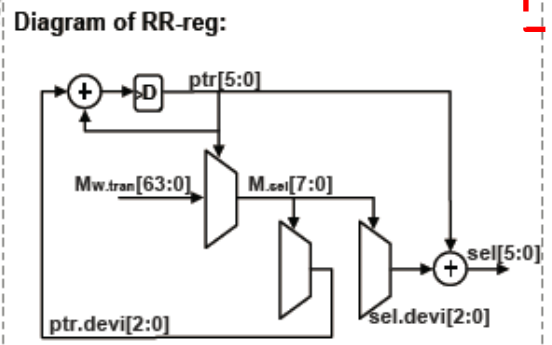 Diagram of RR-reg:
+
D
ptr[5:0]
Mw.tran[63:0]
M.sel[7:0]
+
sel[5:0]
sel.devi[2:0]
ptr.devi[2:0]